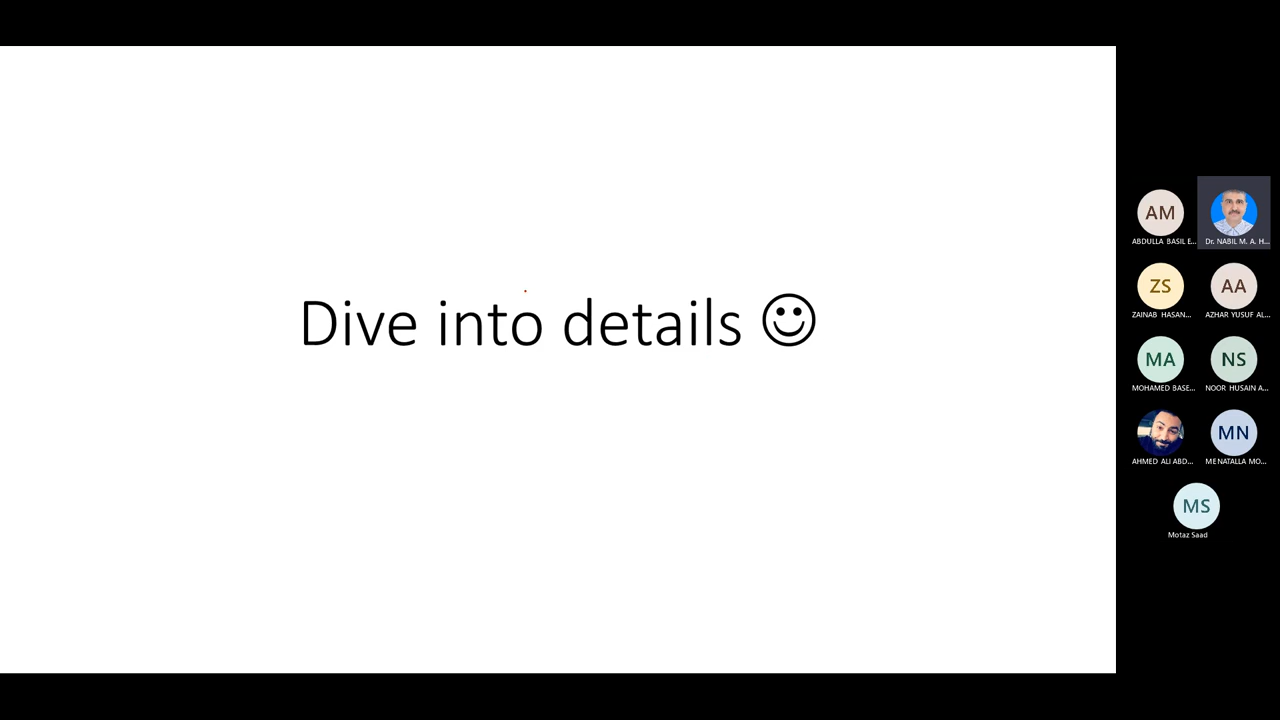 Dive into details ☺
AM
ABDULLA BASIL E...
Dr. NABIL M. A. H...
ZS
AA
ZAINAB HASAN...
AZHAR YUSUF AL...
MA
NS
MOHAMED BASE...
NOOR HUSAIN A...
MN
AHMED ALI ABD...
MENATALLA MO...
MS
Motaz Saad